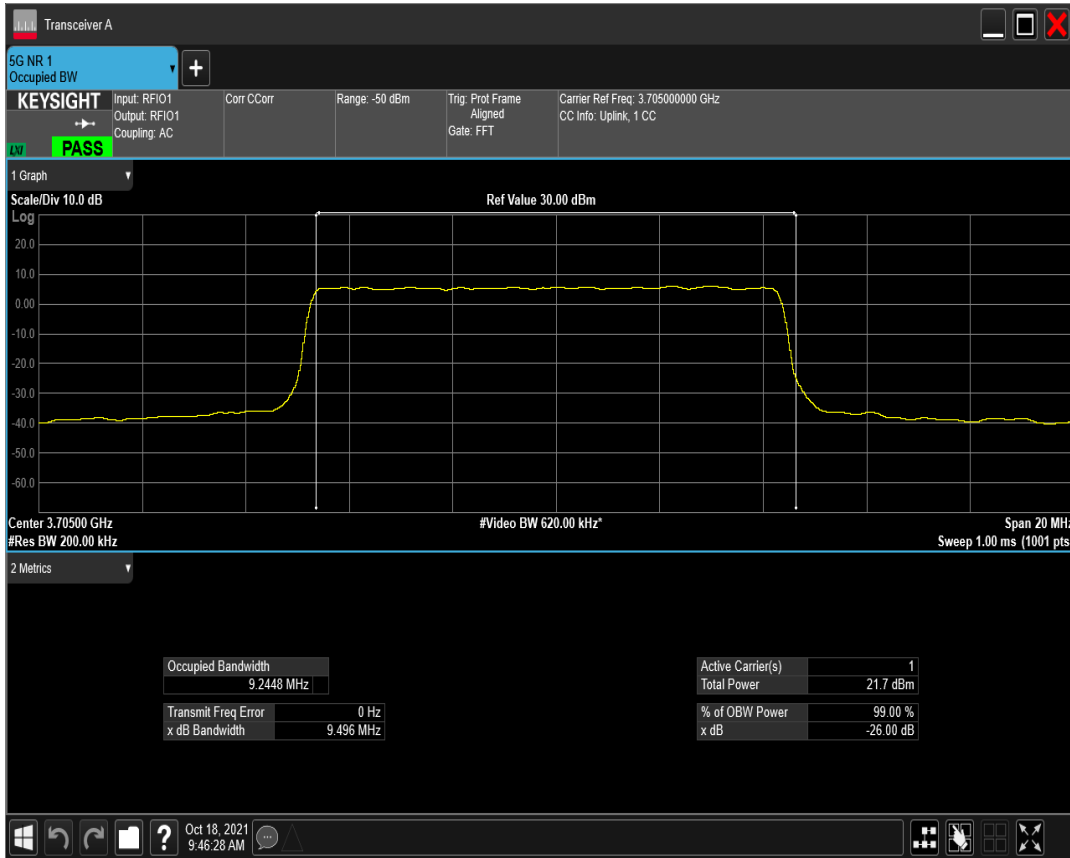 Transceiver A
5G NR 1
Occupied BW
KEYSIGHT
Input: RFIO1
Output: RFIO1
Coupling: AC
Corr CCorr
Range: -50 dBm
Trig: Prot Frame
Aligned
Gate: FFT
Carrier Ref Freq: 3.705000000 GHz
CC Info: Uplink, 1 CC
LXI
PASS
1 Graph
Scale/Div 10.0 dB
Ref Value 30.00 dBm
Log
20.0
10.0
0.00
-10.0
-20.0
-30.0
-40.0
-50.0
-60.0
Center 3.70500 GHz
#Video BW 620.00 kHz*
Span 20 MHz
#Res BW 200.00 kHz
Sweep 1.00 ms (1001 pts
2 Metrics
Occupied Bandwidth
9.2448 MHz
Transmit Freq Error 0 Hz
x dB Bandwidth 9.496 MHz
Active Carrier(s) 1
Total Power 21.7 dBm
% of OBW Power 99.00 %
x dB -26.00 dB
?
Oct 18, 2021
9:46:28 AM